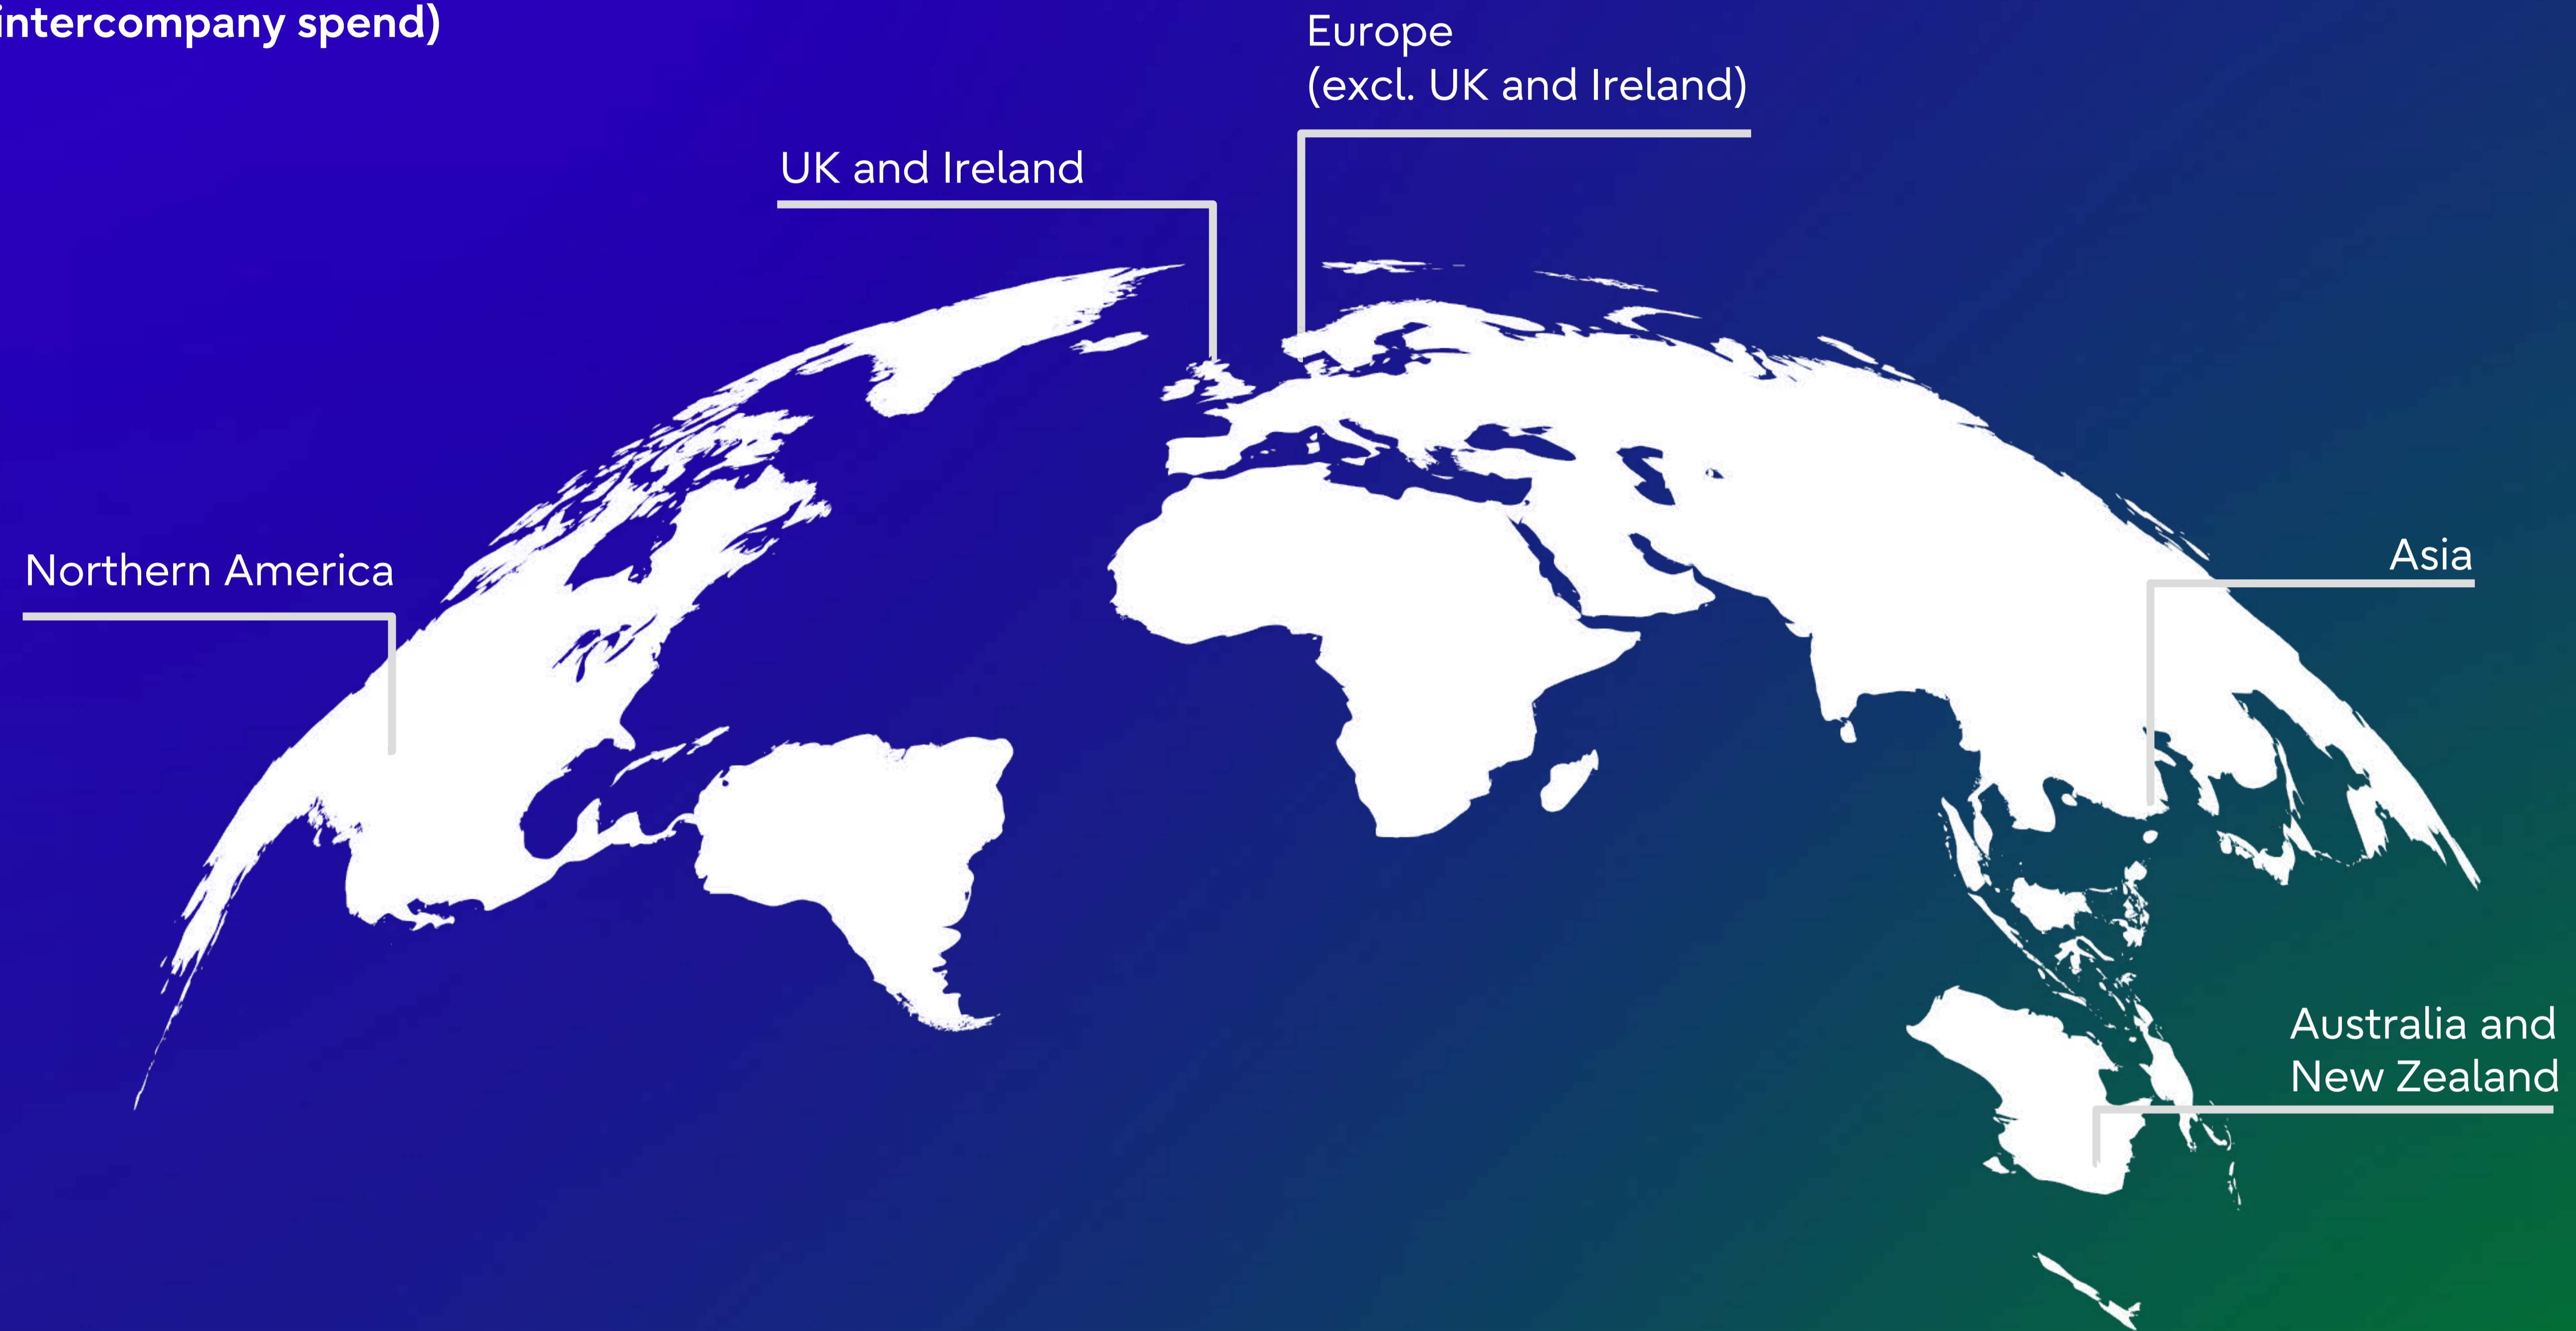 intercompany spend)
Europe
(excl. UK and Ireland)
UK and Ireland
Northern America
Asia
Australia and
New Zealand